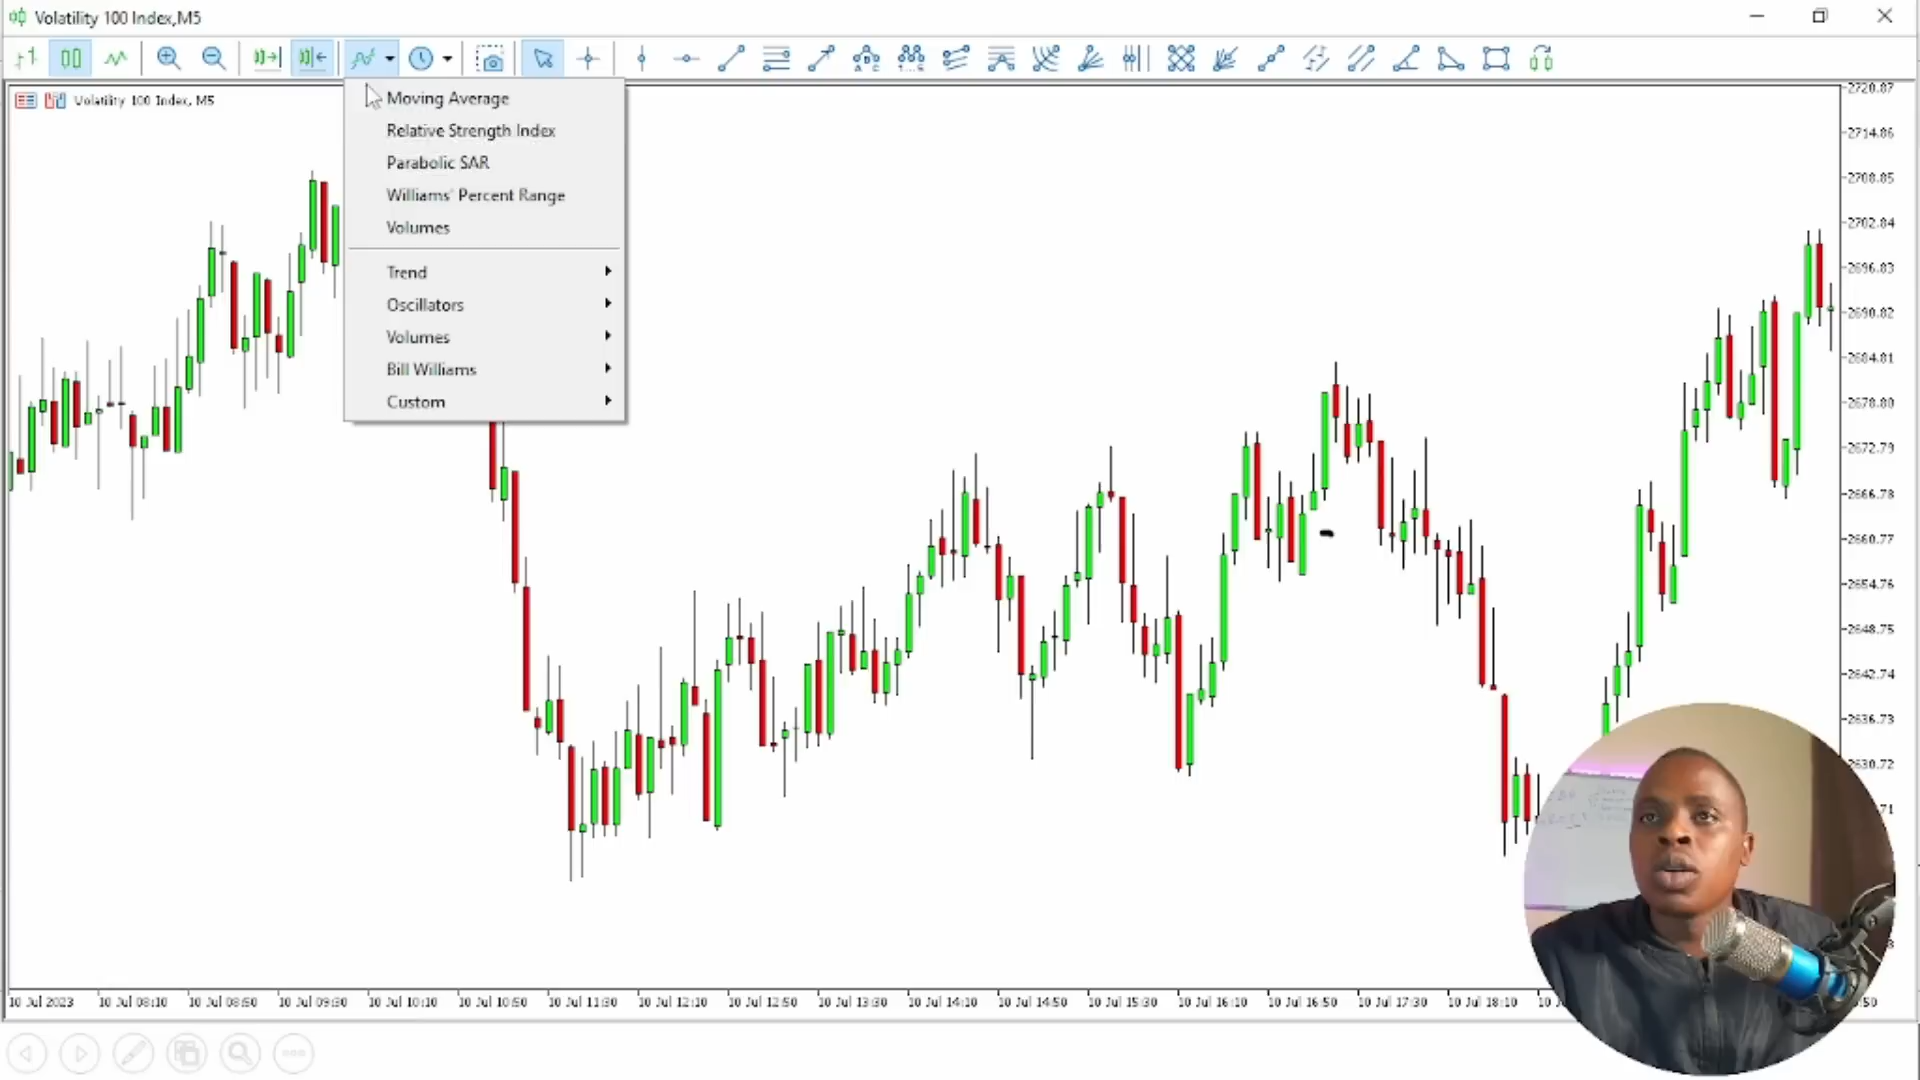 Volatility 100 Index,M5
Volatility 100 Index, M5
Moving Average
Relative Strength Index
Parabolic SAR
Williams' Percent Range
Volumes
Trend
Oscillators
Volumes
Bill Williams
Custom
2720.87
2714.86
2708.85
2702.84
2696.83
2690.82
2684.81
2678.80
2672.79
2666.78
2660.77
2654.76
2648.75
2642.74
2636.73
2630.72
10 Jul 2023
10 Jul 08:10
10 Jul 08:50
10 Jul 09:30
10 Jul 10:10
10 Jul 10:50
10 Jul 11:30
10 Jul 12:10
10 Jul 12:50
10 Jul 13:30
10 Jul 14:10
10 Jul 14:50
10 Jul 15:30
10 Jul 16:10
10 Jul 16:50
10 Jul 17:30
10 Jul 18:10